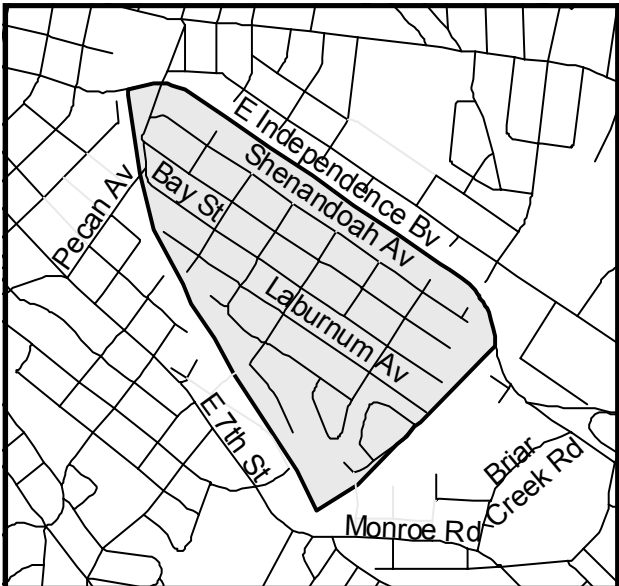 E Independence Bv
Shenandoah Av
Pecan Av
Bay St
Laburnum Av
E 7th St
Briar
Creek Rd
Monroe Rd